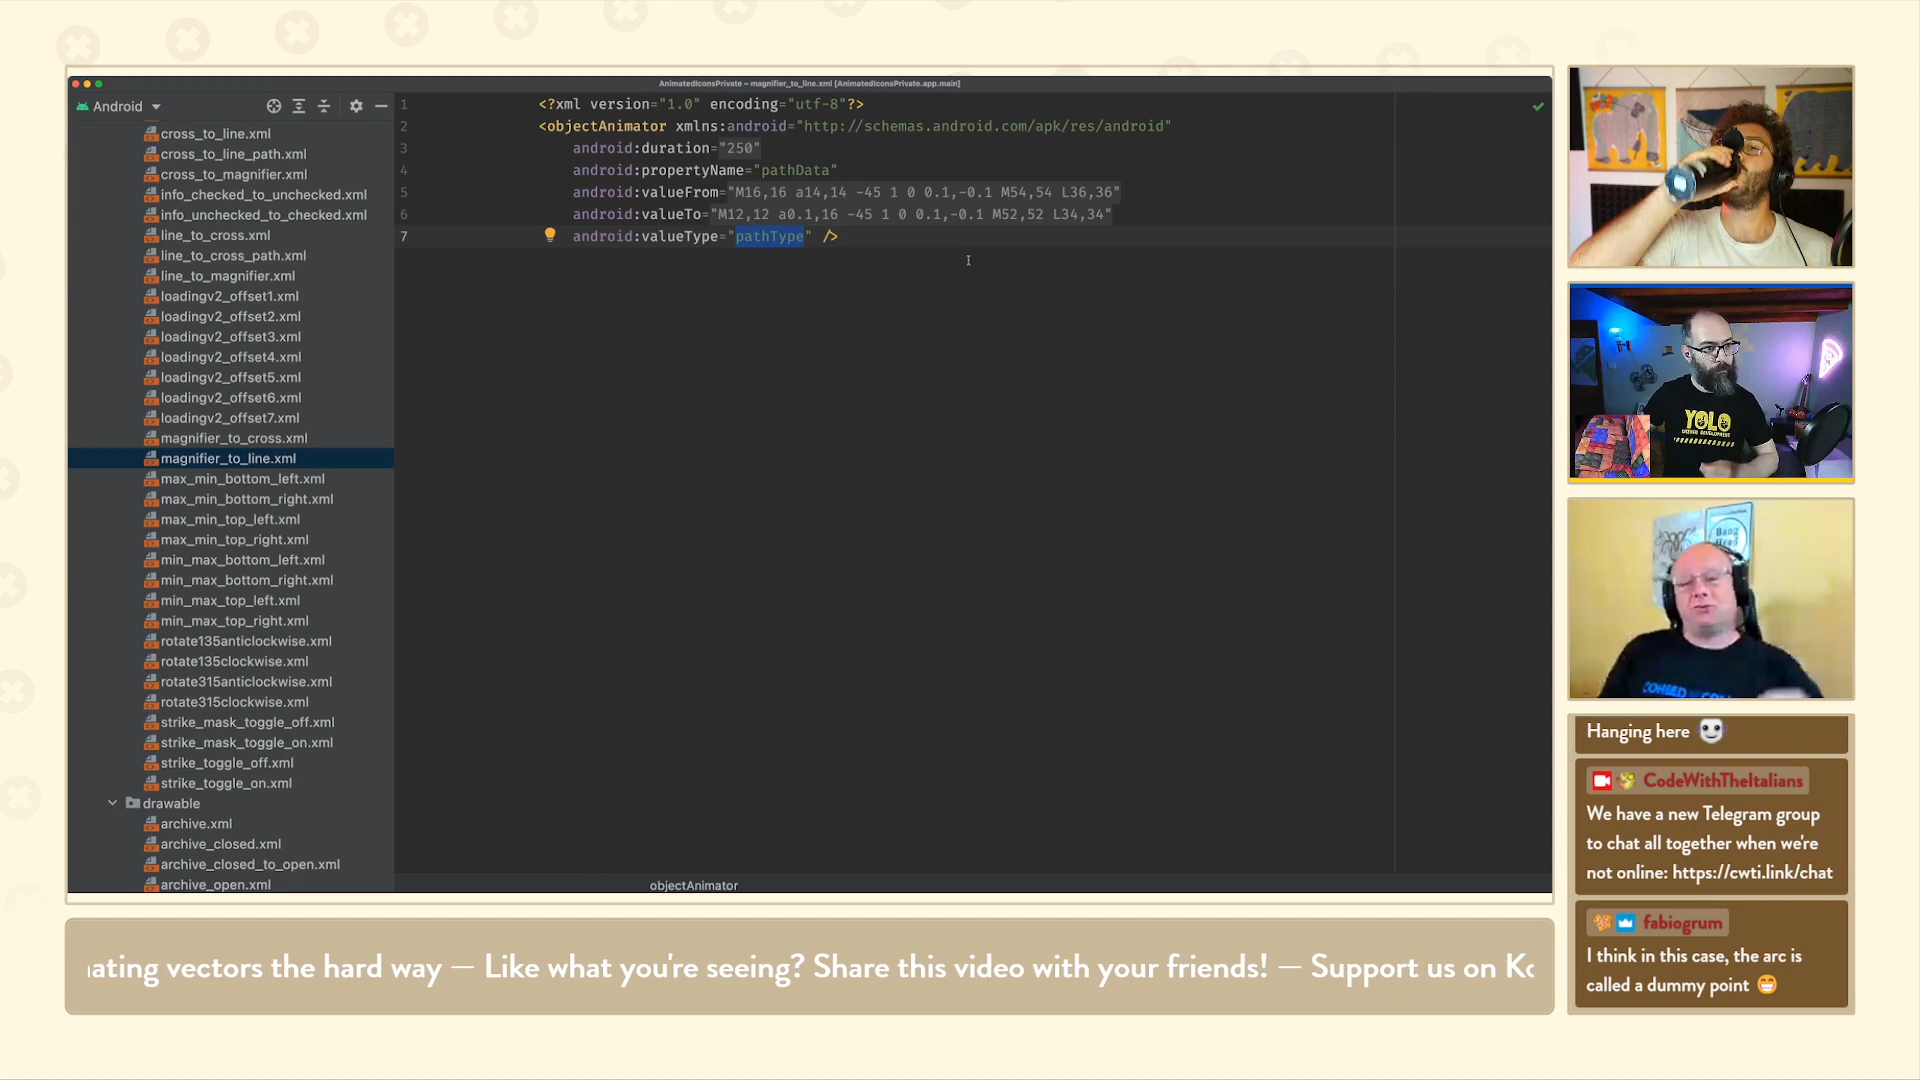 AnimatedIconsPrivate – magnifier_to_line.xml [AnimatedIconsPrivate.app.main]
Android
cross_to_line.xml
cross_to_line_path.xml
cross_to_magnifier.xml
info_checked_to_unchecked.xml
info_unchecked_to_checked.xml
line_to_cross.xml
line_to_cross_path.xml
line_to_magnifier.xml
loadingv2_offset1.xml
loadingv2_offset2.xml
loadingv2_offset3.xml
loadingv2_offset4.xml
loadingv2_offset5.xml
loadingv2_offset6.xml
loadingv2_offset7.xml
magnifier_to_cross.xml
magnifier_to_line.xml
max_min_bottom_left.xml
max_min_bottom_right.xml
max_min_top_left.xml
max_min_top_right.xml
min_max_bottom_left.xml
min_max_bottom_right.xml
min_max_top_left.xml
min_max_top_right.xml
rotate135anticlockwise.xml
rotate135clockwise.xml
rotate315anticlockwise.xml
rotate315clockwise.xml
strike_mask_toggle_off.xml
strike_mask_toggle_on.xml
strike_toggle_off.xml
strike_toggle_on.xml
drawable
archive.xml
archive_closed.xml
archive_closed_to_open.xml
archive_open.xml
1 <?xml version="1.0" encoding="utf-8"?>
2 <objectAnimator xmlns:android="http://schemas.android.com/apk/res/android"
3 android:duration="250"
4 android:propertyName="pathData"
5 android:valueFrom="M16,16 a14,14 -45 1 0 0.1,-0.1 M54,54 L36,36"
6 android:valueTo="M12,12 a0.1,16 -45 1 0 0.1,-0.1 M52,52 L34,34"
7 android:valueType="pathType" />
objectAnimator
YOLO
Bang
Head
Hanging here
CodeWithTheItalians
We have a new Telegram group
to chat all together when we're
not online: https://cwti.link/chat
fabiogrum
I think in this case, the arc is
called a dummy point 😁
nating vectors the hard way — Like what you're seeing? Share this video with your friends! — Support us on Ko